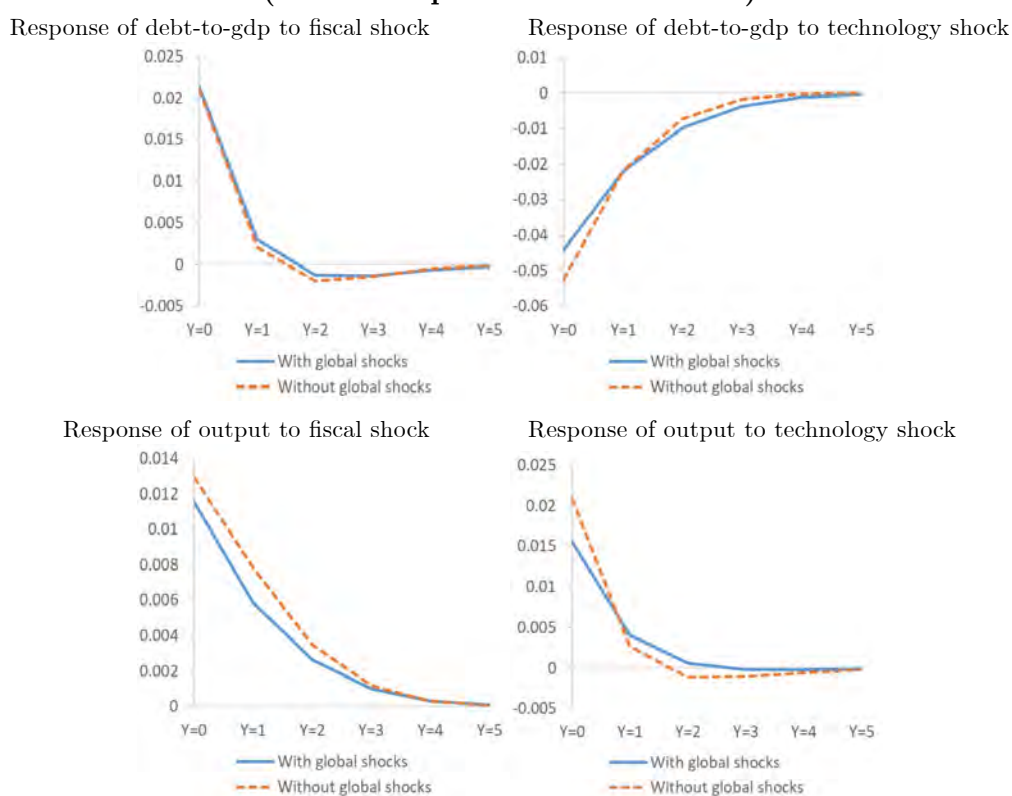 Response of debt-to-gdp to fiscal shock
0.025
0.02
0.015
0.01
0.005
0
-0.005
Y=0 Y=1 Y=2 Y=3 Y=4 Y=5
With global shocks
Without global shocks
Response of debt-to-gdp to technology shock
0.01
0
-0.01
-0.02
-0.03
-0.04
-0.05
-0.06
Y=0 Y=1 Y=2 Y=3 Y=4 Y=5
With global shocks
Without global shocks
Response of output to fiscal shock
0.014
0.012
0.01
0.008
0.006
0.004
0.002
0
Y=0 Y=1 Y=2 Y=3 Y=4 Y=5
With global shocks
Without global shocks
Response of output to technology shock
0.025
0.02
0.015
0.01
0.005
0
-0.005
Y=0 Y=1 Y=2 Y=3 Y=4 Y=5
With global shocks
Without global shocks